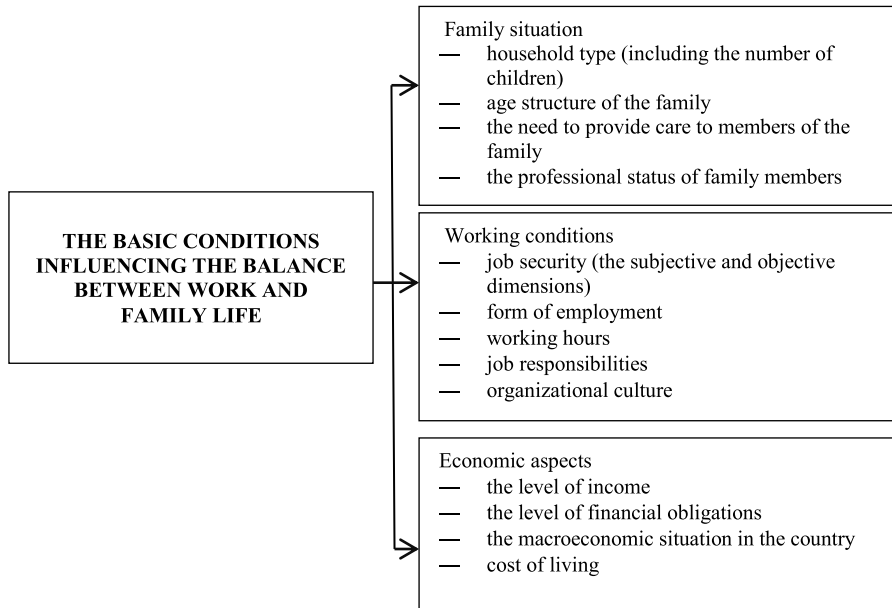 THE BASIC CONDITIONS
INFLUENCING THE BALANCE
BETWEEN WORK AND
FAMILY LIFE
Family situation
— household type (including the number of
children)
— age structure of the family
— the need to provide care to members of the
family
— the professional status of family members
Working conditions
— job security (the subjective and objective
dimensions)
— form of employment
— working hours
— job responsibilities
— organizational culture
Economic aspects
— the level of income
— the level of financial obligations
— the macroeconomic situation in the country
— cost of living